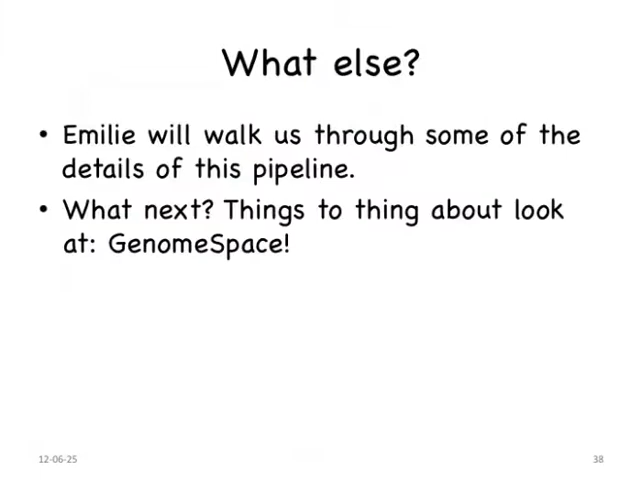 What else?
• Emilie will walk us through some of the
details of this pipeline.
• What next? Things to thing about look
at: GenomeSpace!
12-06-25
38